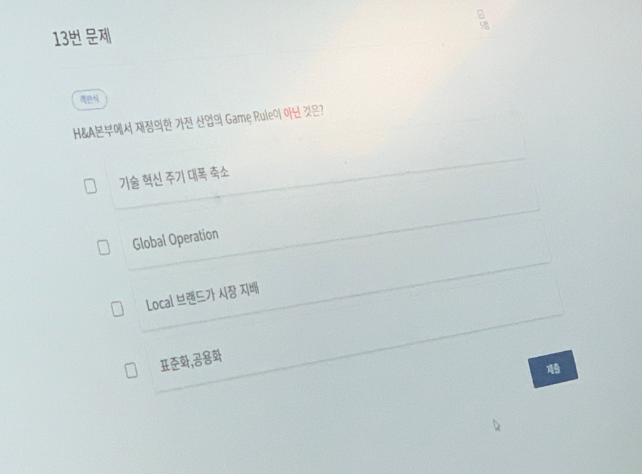 13번 문제
객관식
H&A본부에서 재정의한 가전 산업의 Game Rule이 아닌 것은?
기술 혁신 주기 대폭 축소
Global Operation
Local 브랜드가 시장 지배
표준화,공용화
제출